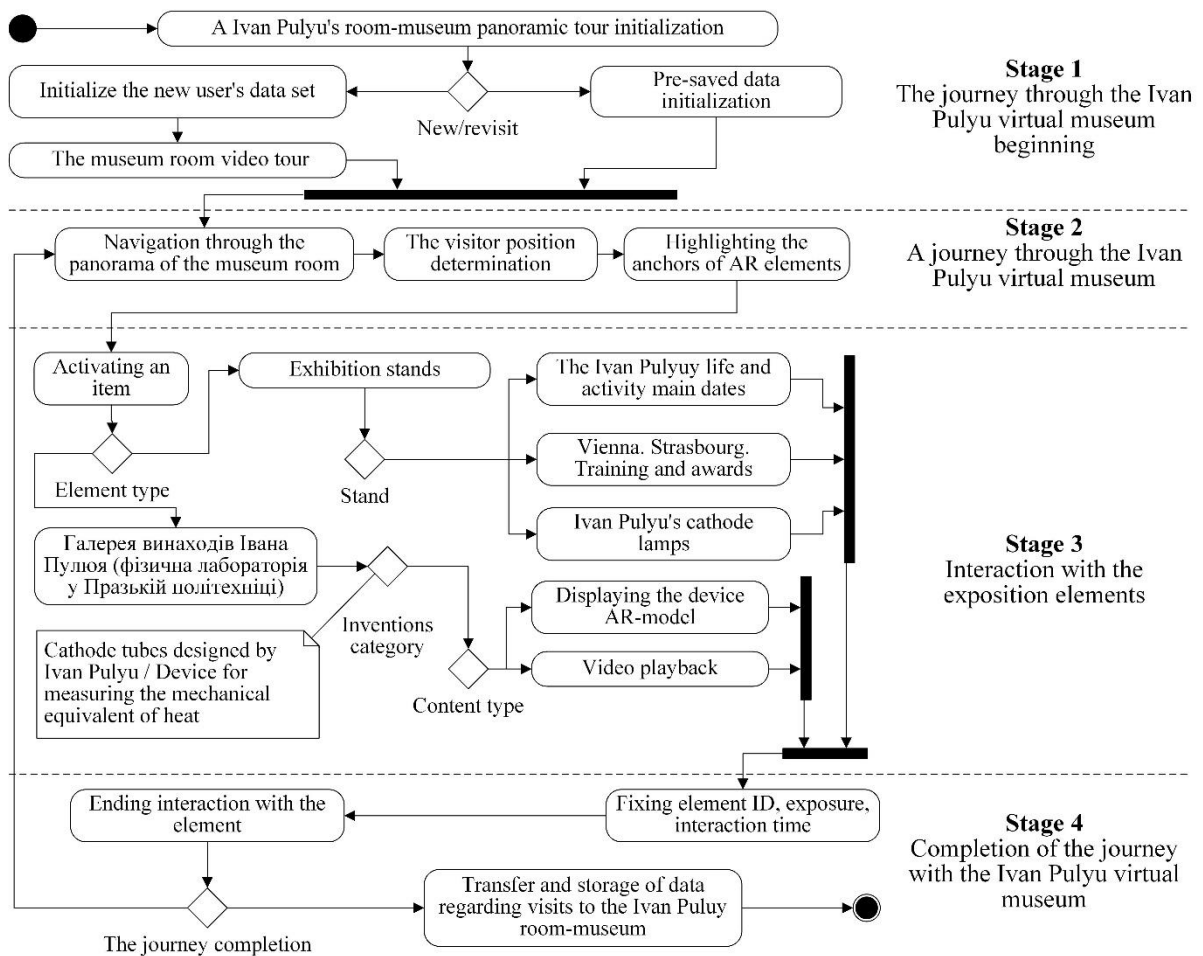 A Ivan Pulyu's room-museum panoramic tour initialization
Initialize the new user's data set
New/revisit
Pre-saved data
initialization
The museum room video tour
Stage 1
The journey through the Ivan
Pulyu virtual museum
beginning
Navigation through the
panorama of the museum room
The visitor position
determination
Highlighting the
anchors of AR elements
Stage 2
A journey through the Ivan
Pulyu virtual museum
Activating an
item
Element type
Exhibition stands
Stand
The Ivan Pulyuy life and
activity main dates
Vienna. Strasbourg.
Training and awards
Ivan Pulyu's cathode
lamps
Галерея винаходів Івана
Пулюя (фізична лабораторія
у Празькій політехніці)
Inventions
category
Cathode tubes designed by
Ivan Pulyu / Device for
measuring the mechanical
equivalent of heat
Content type
Displaying the device
AR-model
Video playback
Stage 3
Interaction with the
exposition elements
Ending interaction with the
element
Fixing element ID, exposure,
interaction time
The journey completion
Transfer and storage of data
regarding visits to the Ivan Puluy
room-museum
Stage 4
Completion of the journey
with the Ivan Pulyu virtual
museum